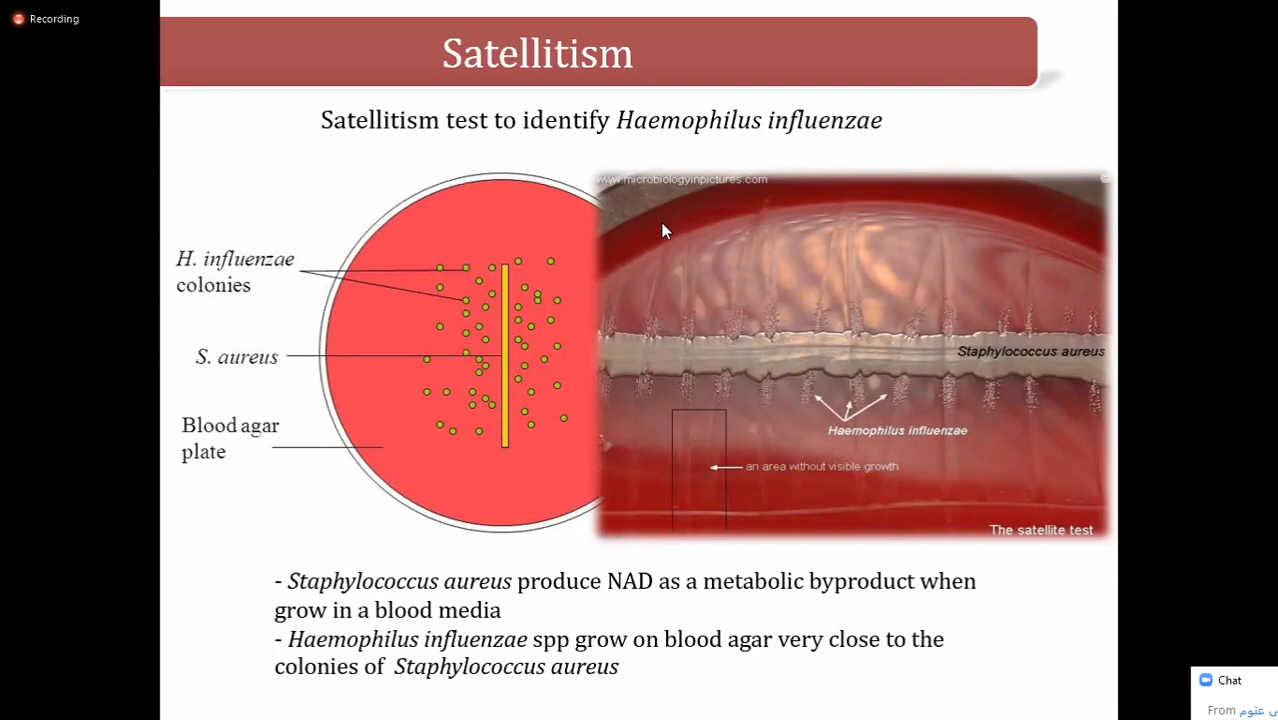 Recording
Satellitism
Satellitism test to identify Haemophilus influenzae
www.microbiologyinpictures.com
©
H. influenzae
colonies
S. aureus
Blood agar
plate
Staphylococcus aureus
Haemophilus influenzae
an area without visible growth
The satellite test
- Staphylococcus aureus produce NAD as a metabolic byproduct when
grow in a blood media
- Haemophilus influenzae spp grow on blood agar very close to the
colonies of Staphylococcus aureus
Chat
From ى عتوم